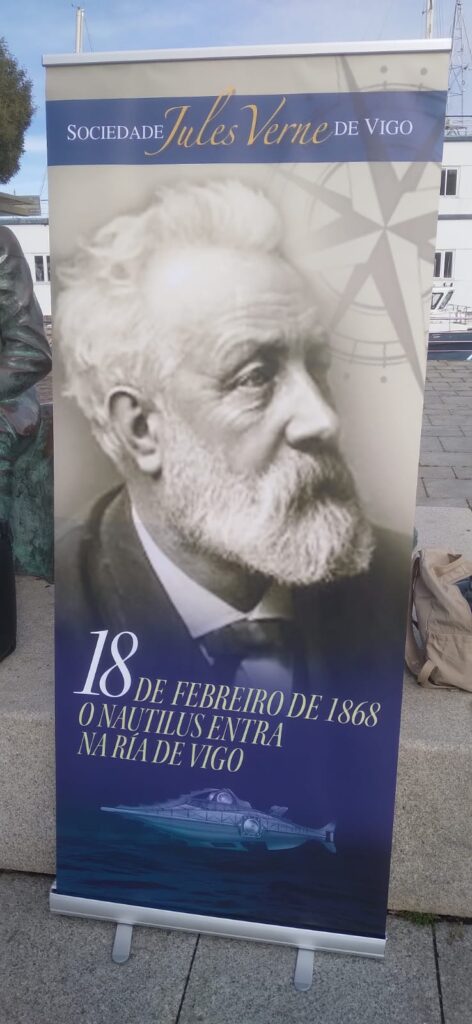 Sociedade Jules Verne de Vigo
18 DE FEBREIRO DE 1868
O NAUTILUS ENTRA
NA RÍA DE VIGO